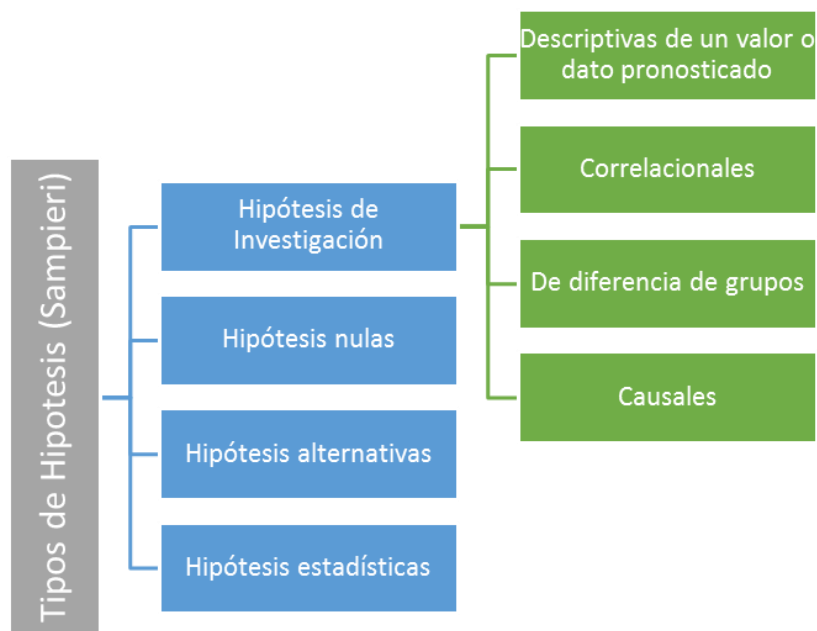 Tipos de Hipotesis (Sampieri)
Hipótesis de
Investigación
Hipótesis nulas
Hipótesis alternativas
Hipótesis estadísticas
Descriptivas de un valor o
dato pronosticado
Correlacionales
De diferencia de grupos
Causales